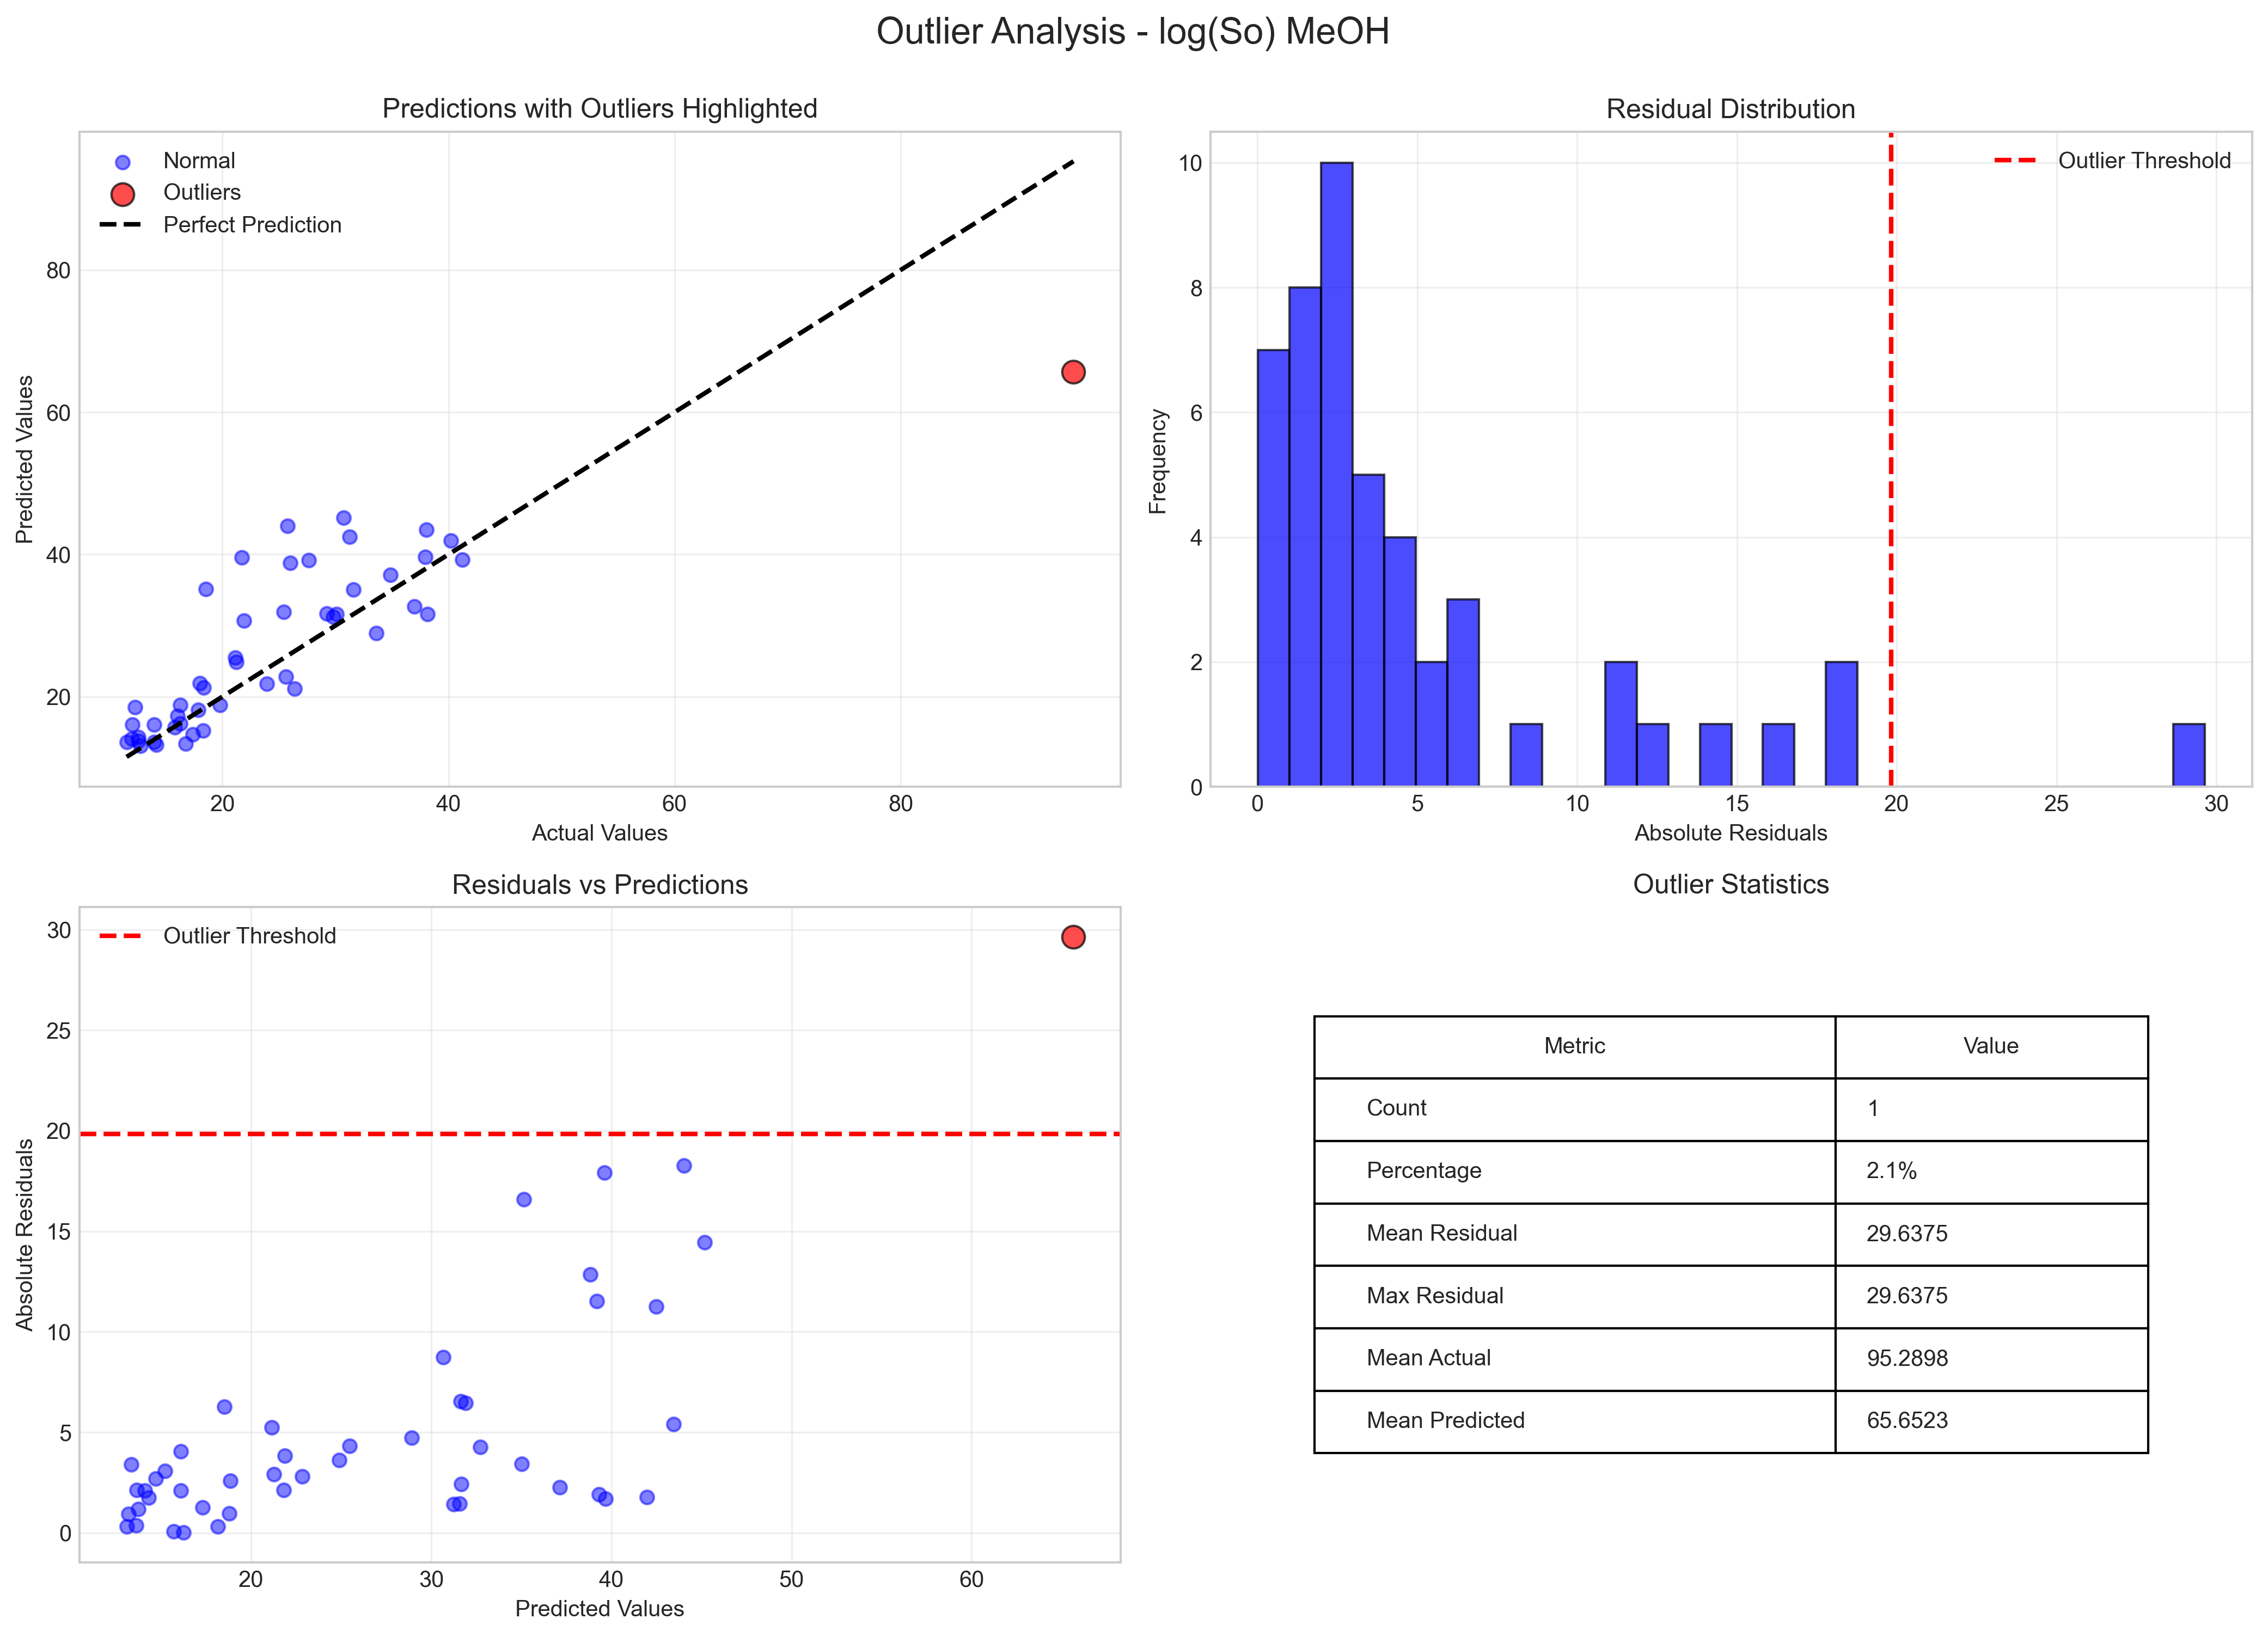 Outlier Analysis - log(So) MeOH
Predictions with Outliers Highlighted
Normal
Outliers
Perfect Prediction
80
60
40
20
Predicted Values
20 40 60 80
Actual Values
Residual Distribution
Outlier Threshold
10
8
6
4
2
0
Frequency
0 5 10 15 20 25 30
Absolute Residuals
Residuals vs Predictions
Outlier Threshold
30
25
20
15
10
5
0
Absolute Residuals
20 30 40 50 60
Predicted Values
Outlier Statistics
Metric Value
Count 1
Percentage 2.1%
Mean Residual 29.6375
Max Residual 29.6375
Mean Actual 95.2898
Mean Predicted 65.6523